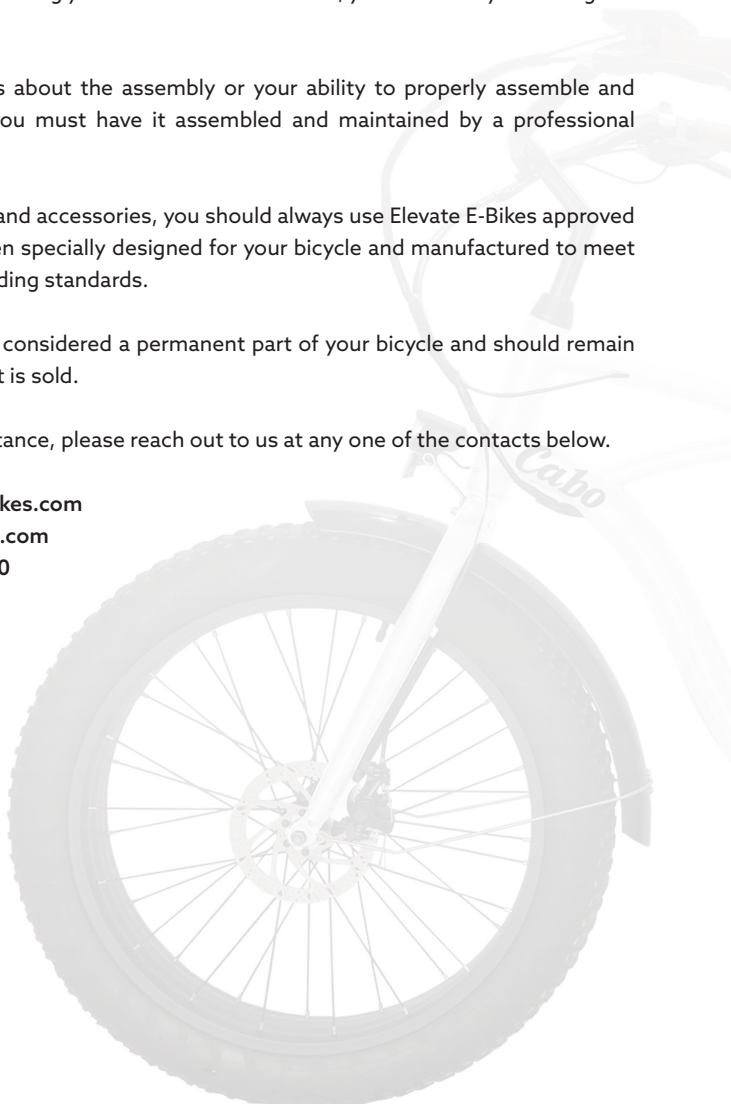 s about the assembly or your ability to properly assemble and
ou must have it assembled and maintained by a professional
and accessories, you should always use Elevate E-Bikes approved
en specially designed for your bicycle and manufactured to meet
ding standards.
considered a permanent part of your bicycle and should remain
t is sold.
tance, please reach out to us at any one of the contacts below.
kes.com
.com
0
Cabo